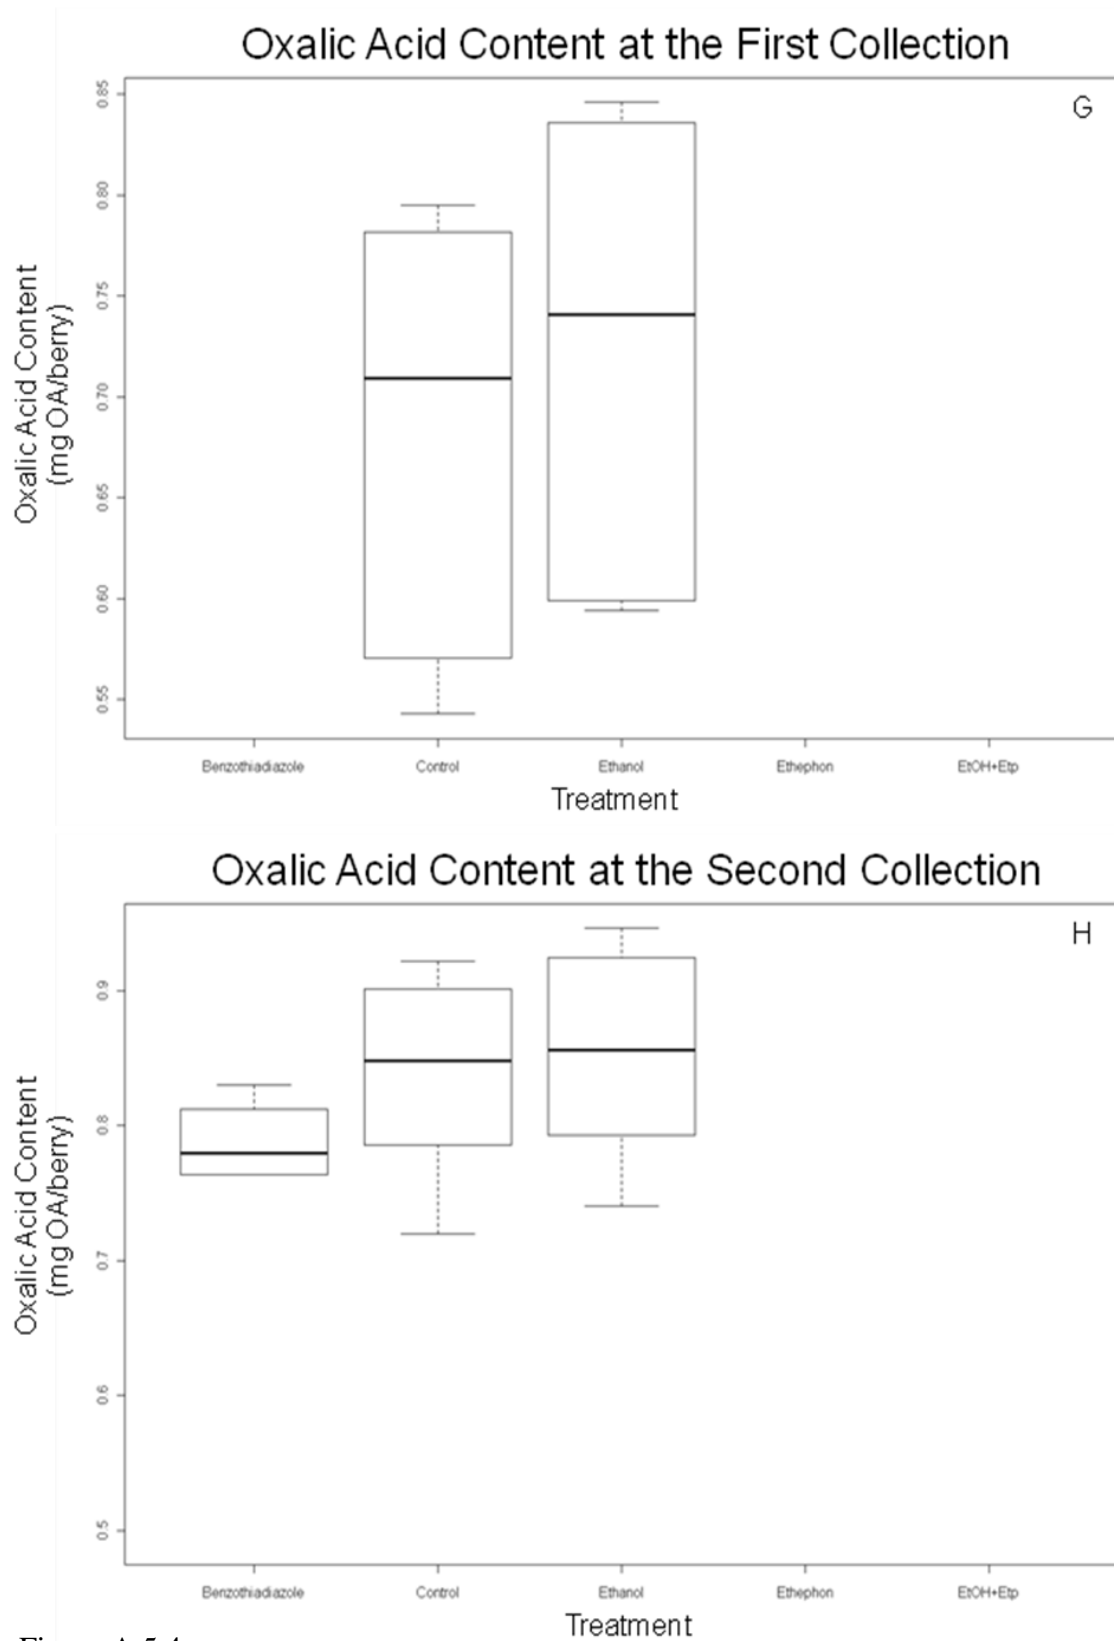 Oxalic Acid Content at the First Collection
G
Oxalic Acid Content
(mg OA/berry)
0.85
0.80
0.75
0.70
0.65
0.60
0.55
Benzothiadiazole Control Ethanol Ethephon EtOH+Etp
Treatment
Oxalic Acid Content at the Second Collection
H
Oxalic Acid Content
(mg OA/berry)
0.9
0.8
0.7
0.6
0.5
Benzothiadiazole Control Ethanol Ethephon EtOH+Etp
Treatment